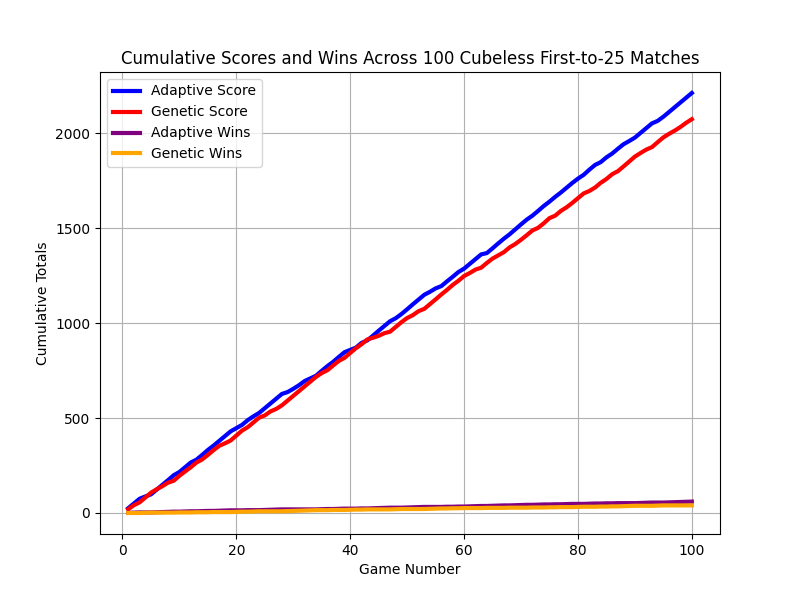 Cumulative Scores and Wins Across 100 Cubeless First-to-25 Matches
Adaptive Score
Genetic Score
Adaptive Wins
Genetic Wins
2000
1500
1000
500
0
Cumulative Totals
0 20 40 60 80 100
Game Number